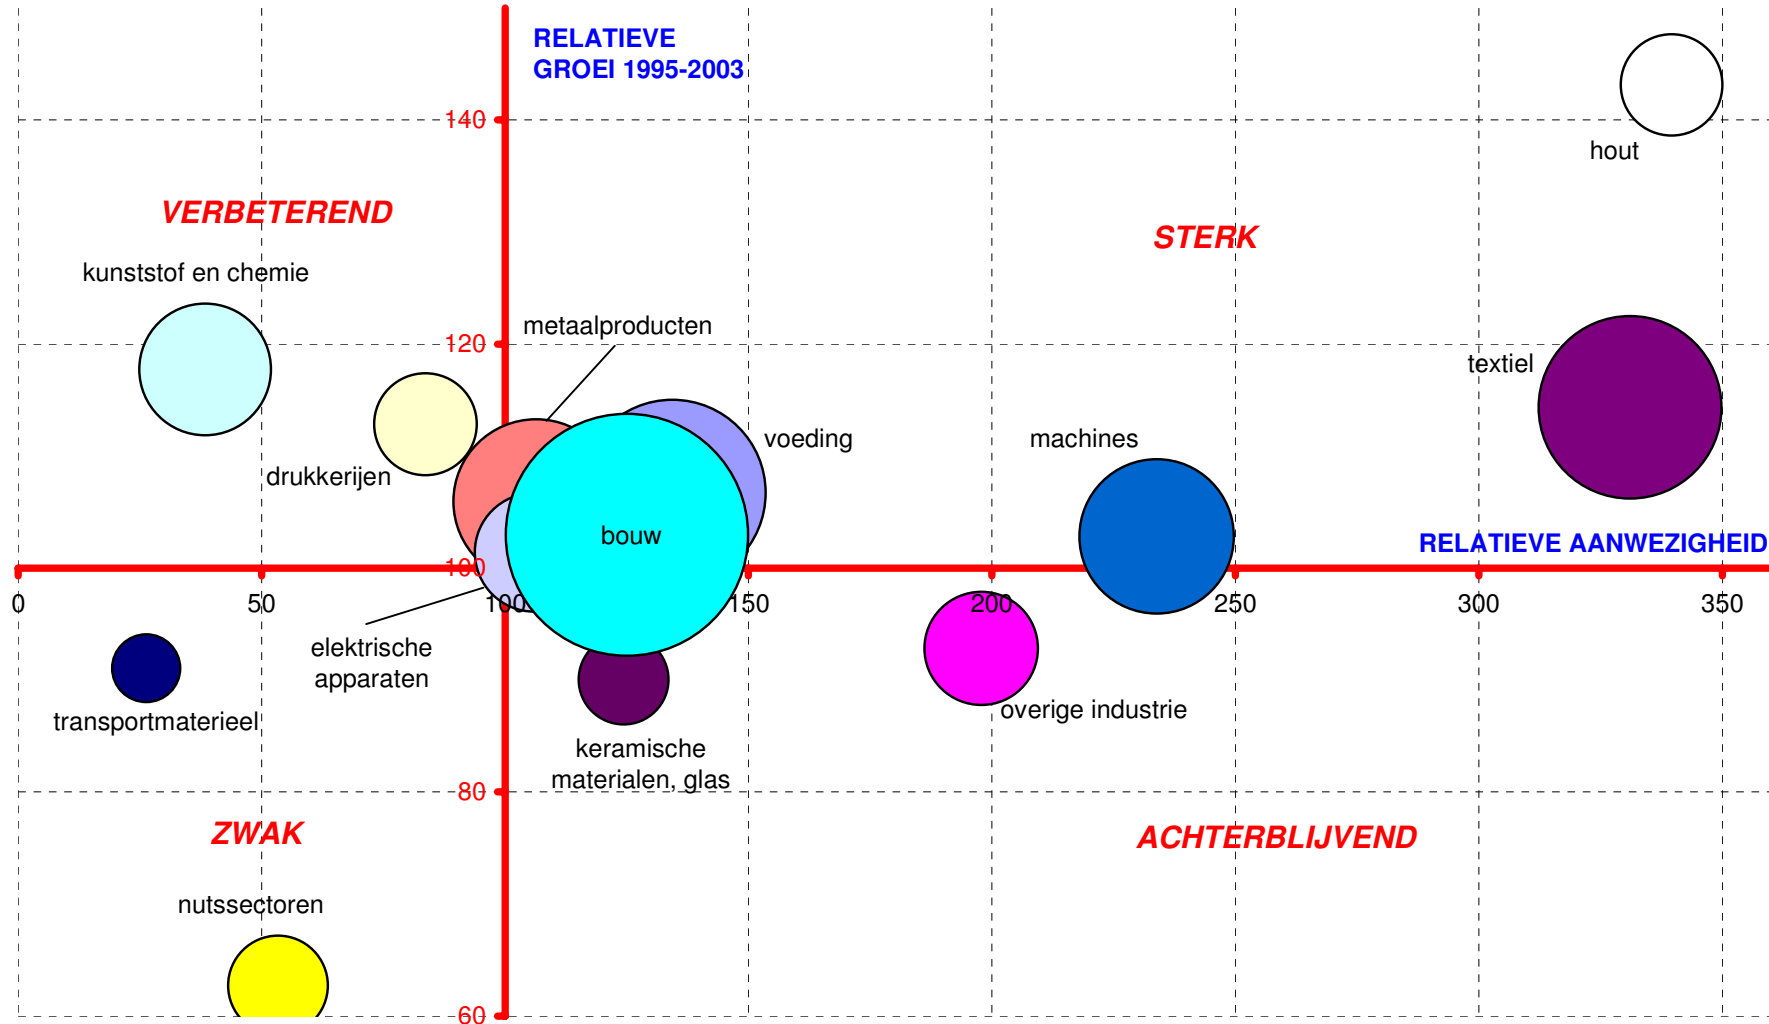 RELATIEVE
GROEI 1995-2003
140
hout
VERBETEREND
STERK
kunststof en chemie
metaalproducten
120
textiel
drukkerijen
voeding
machines
bouw
RELATIEVE AANWEZIGHEID
100
0 50 100 150 200 250 300 350
elektrische
apparaten
transportmaterieel
overige industrie
keramische
materialen, glas
80
ZWAK
ACHTERBLIJVEND
nutssectoren
60